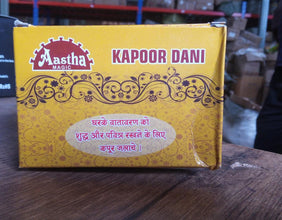 Aastha
MAGIC
KAPOOR DANI
घरके वातावरण को
शुद्ध और पवित्र रखने के लिए
कपुर जलाये।